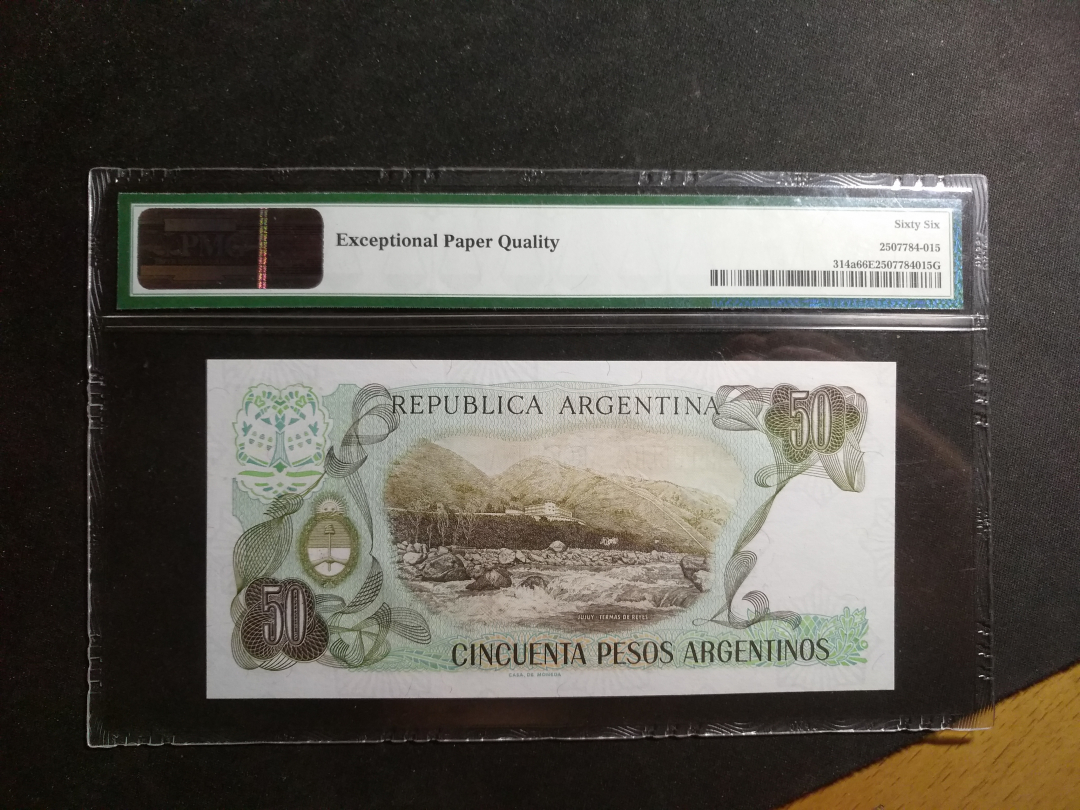 PMG
Exceptional Paper Quality
Sixty Six
2507784-015
314a66E2507784015G
REPUBLICA ARGENTINA
50
50
JUJUY - TERMAS DE REYES
CINCUENTA PESOS ARGENTINOS
CASA DE MONEDA